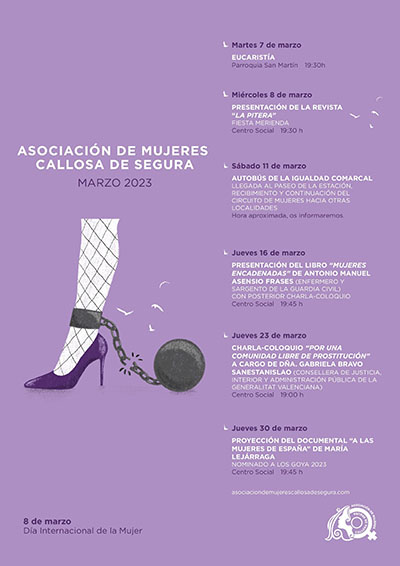 ASOCIACIÓN DE MUJERES
CALLOSA DE SEGURA
MARZO 2023
Martes 7 de marzo
EUCARISTÍA
Parroquia San Martín 19:30h
Miércoles 8 de marzo
PRESENTACIÓN DE LA REVISTA
"LA PITERA"
FIESTA MERIENDA
Centro Social 19:30 h
Sábado 11 de marzo
AUTOBÚS DE LA IGUALDAD COMARCAL
LLEGADA AL PASEO DE LA ESTACIÓN,
RECIBIMIENTO Y CONTINUACIÓN DEL
CIRCUITO DE MUJERES HACIA OTRAS
LOCALIDADES
Hora aproximada, os informaremos
Jueves 16 de marzo
PRESENTACIÓN DEL LIBRO "MUJERES
ENCADENADAS" DE ANTONIO MANUEL
ASENSIO FRASES (ENFERMERO Y
SARGENTO DE LA GUARDIA CIVIL)
CON POSTERIOR CHARLA-COLOQUIO
Centro Social 19:45 h
Jueves 23 de marzo
CHARLA-COLOQUIO "POR UNA
COMUNIDAD LIBRE DE PROSTITUCIÓN"
A CARGO DE DÑA. GABRIELA BRAVO
SANESTANISLAO (CONSELLERA DE JUSTICIA,
INTERIOR Y ADMINISTRACIÓN PÚBLICA DE LA
GENERALITAT VALENCIANA)
Centro Social 19:00 h
Jueves 30 de marzo
PROYECCIÓN DEL DOCUMENTAL "A LAS
MUJERES DE ESPAÑA" DE MARÍA
LEJÁRRAGA
NOMINADO A LOS GOYA 2023
Centro Social 19:45 h
asociaciondemujerescallosadesegura.com
8 de marzo
Día Internacional de la Mujer